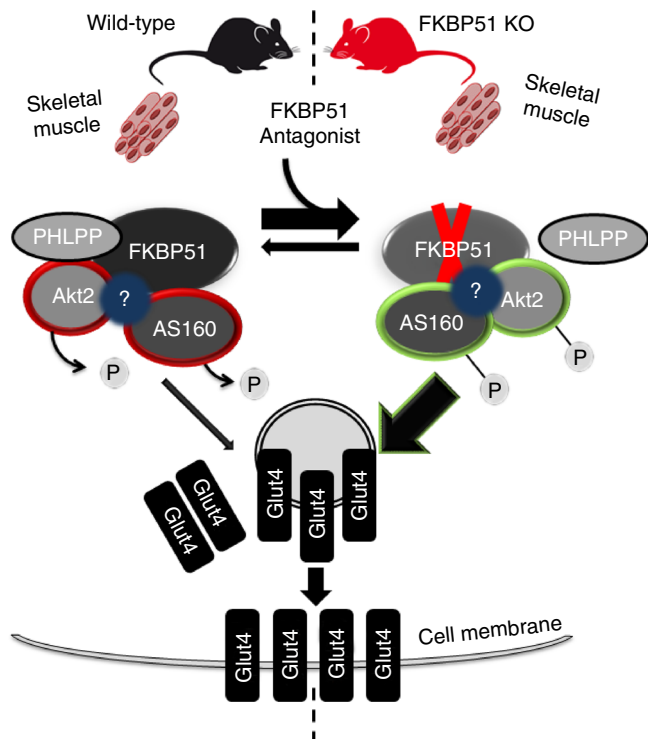 Wild-type
FKBP51 KO
Skeletal
muscle
FKBP51
Antagonist
Skeletal
muscle
PHLPP
FKBP51
Akt2
?
AS160
P
P
FKBP51
PHLPP
?
Akt2
AS160
P
P
Glut4
Glut4
Glut4
Glut4
Glut4
Glut4
Glut4
Glut4
Glut4
Cell membrane